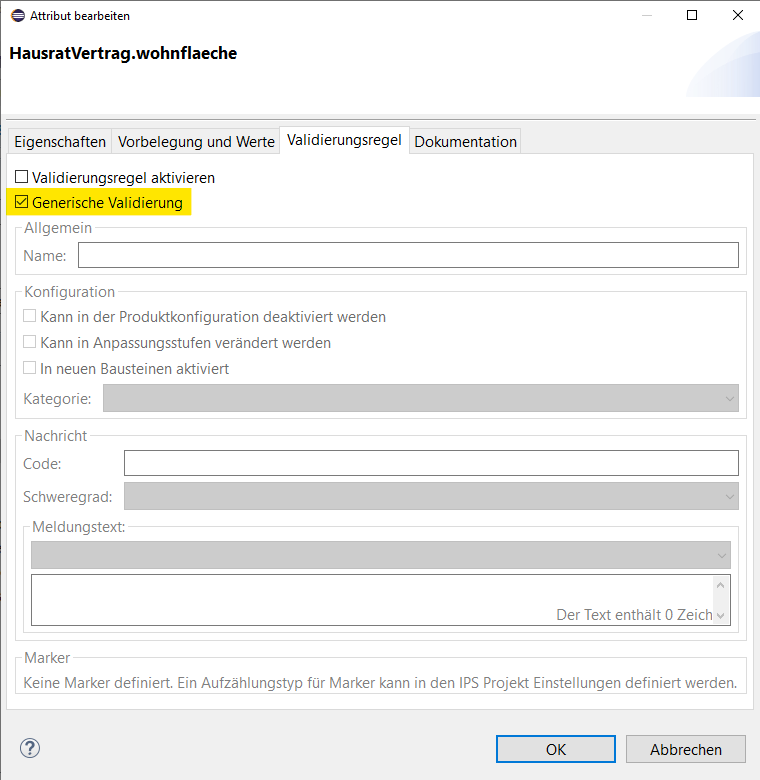 Attribut bearbeiten
HausratVertrag.wohnflaeche
Eigenschaften Vorbelegung und Werte Validierungsregel Dokumentation
Validierungsregel aktivieren
Generische Validierung
Allgemein
Name:
Konfiguration
Kann in der Produktkonfiguration deaktiviert werden
Kann in Anpassungsstufen verändert werden
In neuen Bausteinen aktiviert
Kategorie:
Nachricht
Code:
Schweregrad:
Meldungstext:
Der Text enthält 0 Zeich
Marker
Keine Marker definiert. Ein Aufzählungstyp für Marker kann in den IPS Projekt Einstellungen definiert werden.
? OK Abbrechen